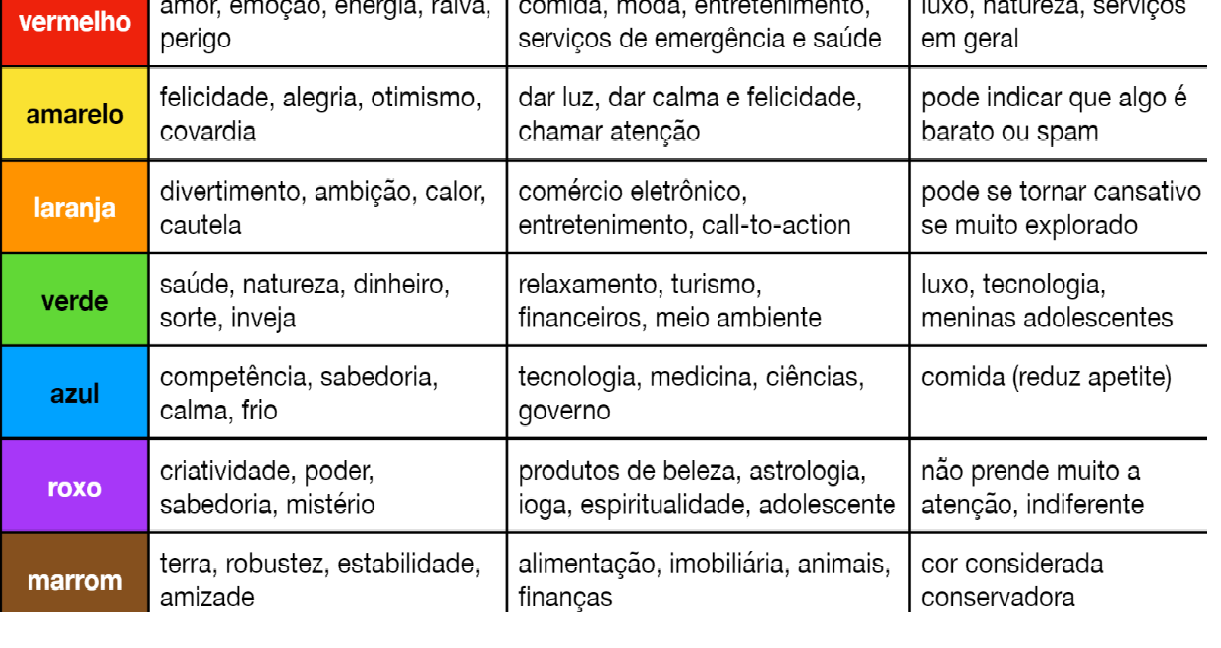 vermelho
amor, emoção, energia, raiva,
perigo
comida, moda, entretenimento,
serviços de emergência e saúde
luxo, natureza, serviços
em geral
amarelo
felicidade, alegria, otimismo,
covardia
dar luz, dar calma e felicidade,
chamar atenção
pode indicar que algo é
barato ou spam
laranja
divertimento, ambição, calor,
cautela
comércio eletrônico,
entretenimento, call-to-action
pode se tornar cansativo
se muito explorado
verde
saúde, natureza, dinheiro,
sorte, inveja
relaxamento, turismo,
financeiros, meio ambiente
luxo, tecnologia,
meninas adolescentes
azul
competência, sabedoria,
calma, frio
tecnologia, medicina, ciências,
governo
comida (reduz apetite)
roxo
criatividade, poder,
sabedoria, mistério
produtos de beleza, astrologia,
ioga, espiritualidade, adolescente
não prende muito a
atenção, indiferente
marrom
terra, robustez, estabilidade,
amizade
alimentação, imobiliária, animais,
finanças
cor considerada
conservadora